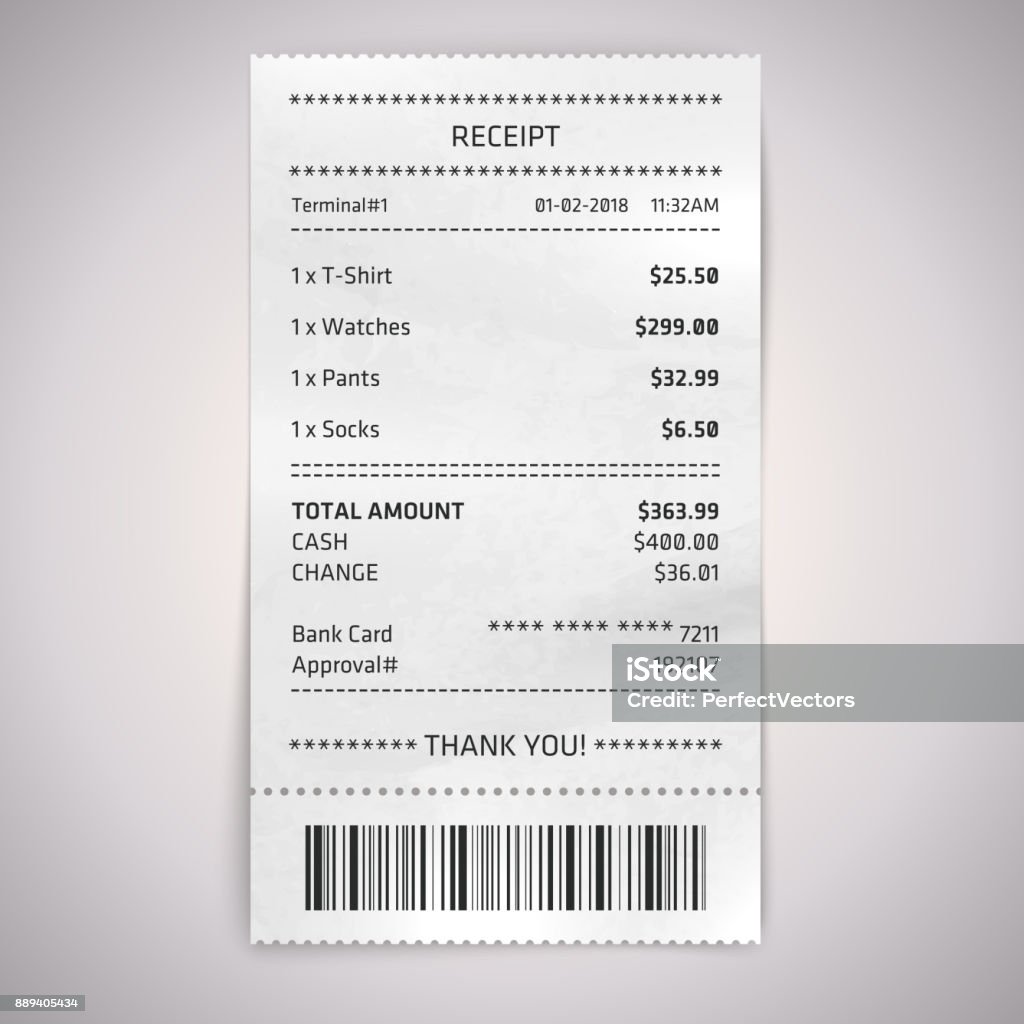 ******************************
RECEIPT
******************************
Terminal#1 01-02-2018 11:32AM
1 x T-Shirt $25.50
1 x Watches $299.00
1 x Pants $32.99
1 x Socks $6.50
TOTAL AMOUNT $363.99
CASH $400.00
CHANGE $36.01
Bank Card **** **** **** 7211
Approval# 192107
iStock
Credit: PerfectVectors
********* THANK YOU! *********
889405434